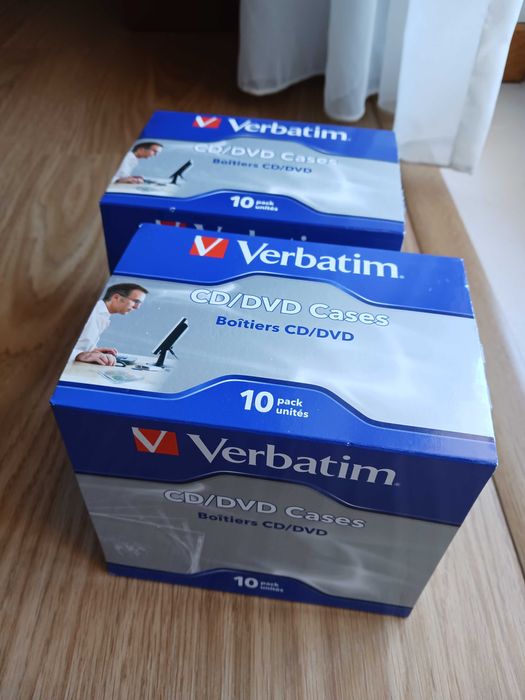 Verbatim.
CD/DVD Cases
Boîtiers CD/DVD
10 pack
unités
Verbatim
Verbatim.
CD/DVD Cases
Boîtiers CD/DVD
10 pack
unités
Verbatim.
CD/DVD Cases
Boîtiers CD/DVD
10 pack
unités